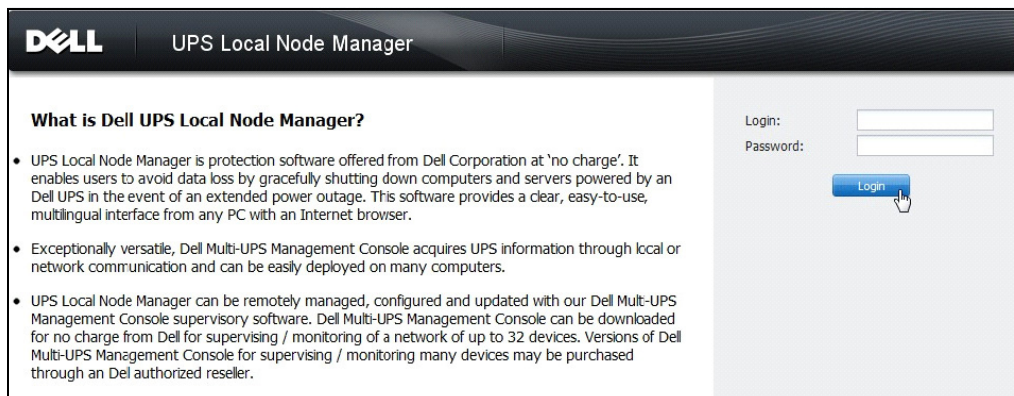 DELL
UPS Local Node Manager
What is Dell UPS Local Node Manager?
• UPS Local Node Manager is protection software offered from Dell Corporation at 'no charge'. It
enables users to avoid data loss by gracefully shutting down computers and servers powered by an
Dell UPS in the event of an extended power outage. This software provides a clear, easy-to-use,
multilingual interface from any PC with an Internet browser.
• Exceptionally versatile, Dell Multi-UPS Management Console acquires UPS information through local or
network communication and can be easily deployed on many computers.
• UPS Local Node Manager can be remotely managed, configured and updated with our Dell Mult-UPS
Management Console supervisory software. Dell Multi-UPS Management Console can be downloaded
for no charge from Dell for supervising / monitoring of a network of up to 32 devices. Versions of Dell
Multi-UPS Management Console for supervising / monitoring many devices may be purchased
through an Del authorized reseller.
Login:
Password:
Login